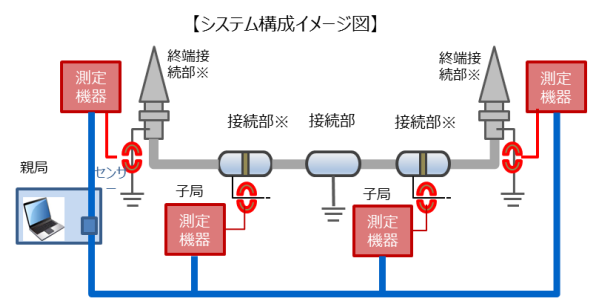 【システム構成イメージ図】
測定
機器
終端接
続部※
終端接
続部※
測定
機器
接続部※
接続部
接続部※
親局
センサ
ー
子局
測定
機器
子局
測定
機器